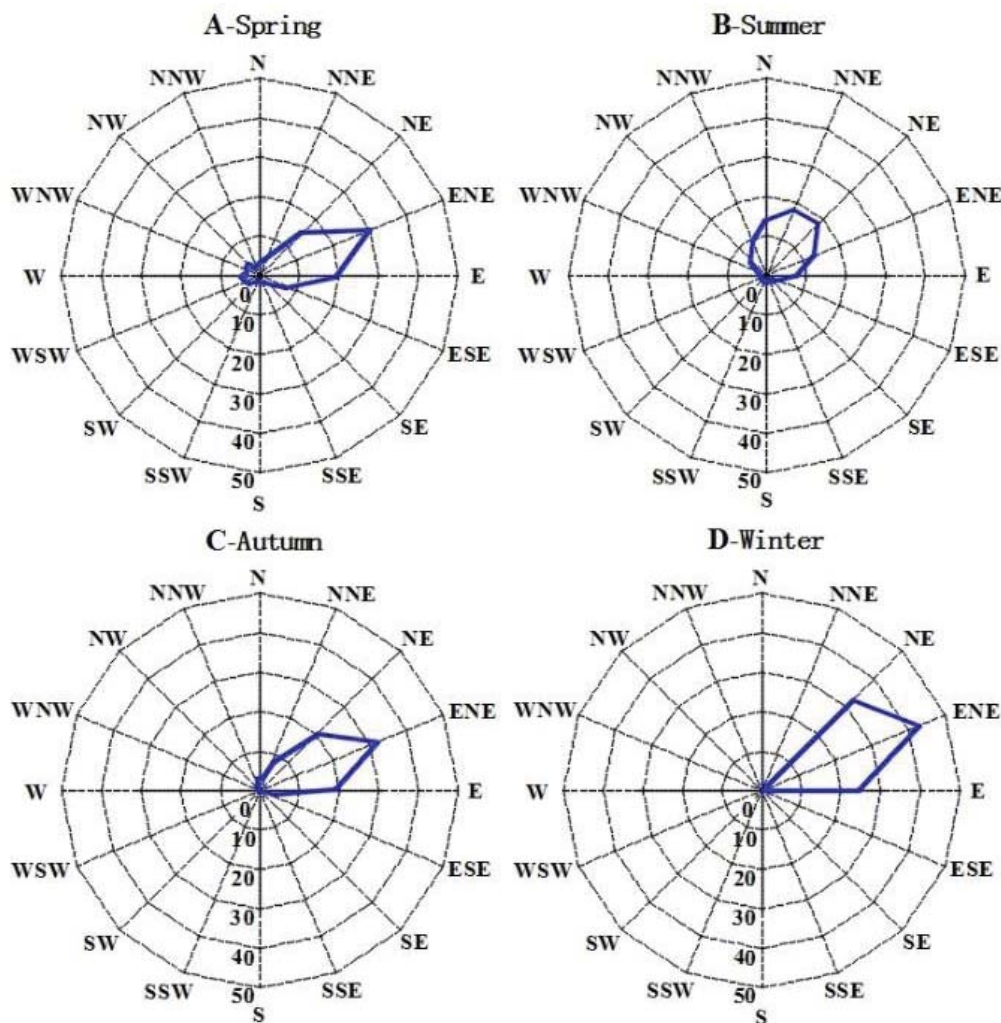 A-Spring
N
NNW
NNE
NW
NE
WNW
ENE
W
E
0
10
WSW
ESE
20
30
SW
SE
40
SSW
SSE
50
S
B-Summer
N
NNW
NNE
NW
NE
WNW
ENE
W
E
0
10
WSW
ESE
20
30
SW
SE
40
SSW
SSE
50
S
C-Autumn
N
NNW
NNE
NW
NE
WNW
ENE
W
E
0
10
WSW
ESE
20
30
SW
SE
40
SSW
SSE
50
S
D-Winter
N
NNW
NNE
NW
NE
WNW
ENE
W
E
0
10
WSW
ESE
20
30
SW
SE
40
SSW
SSE
50
S